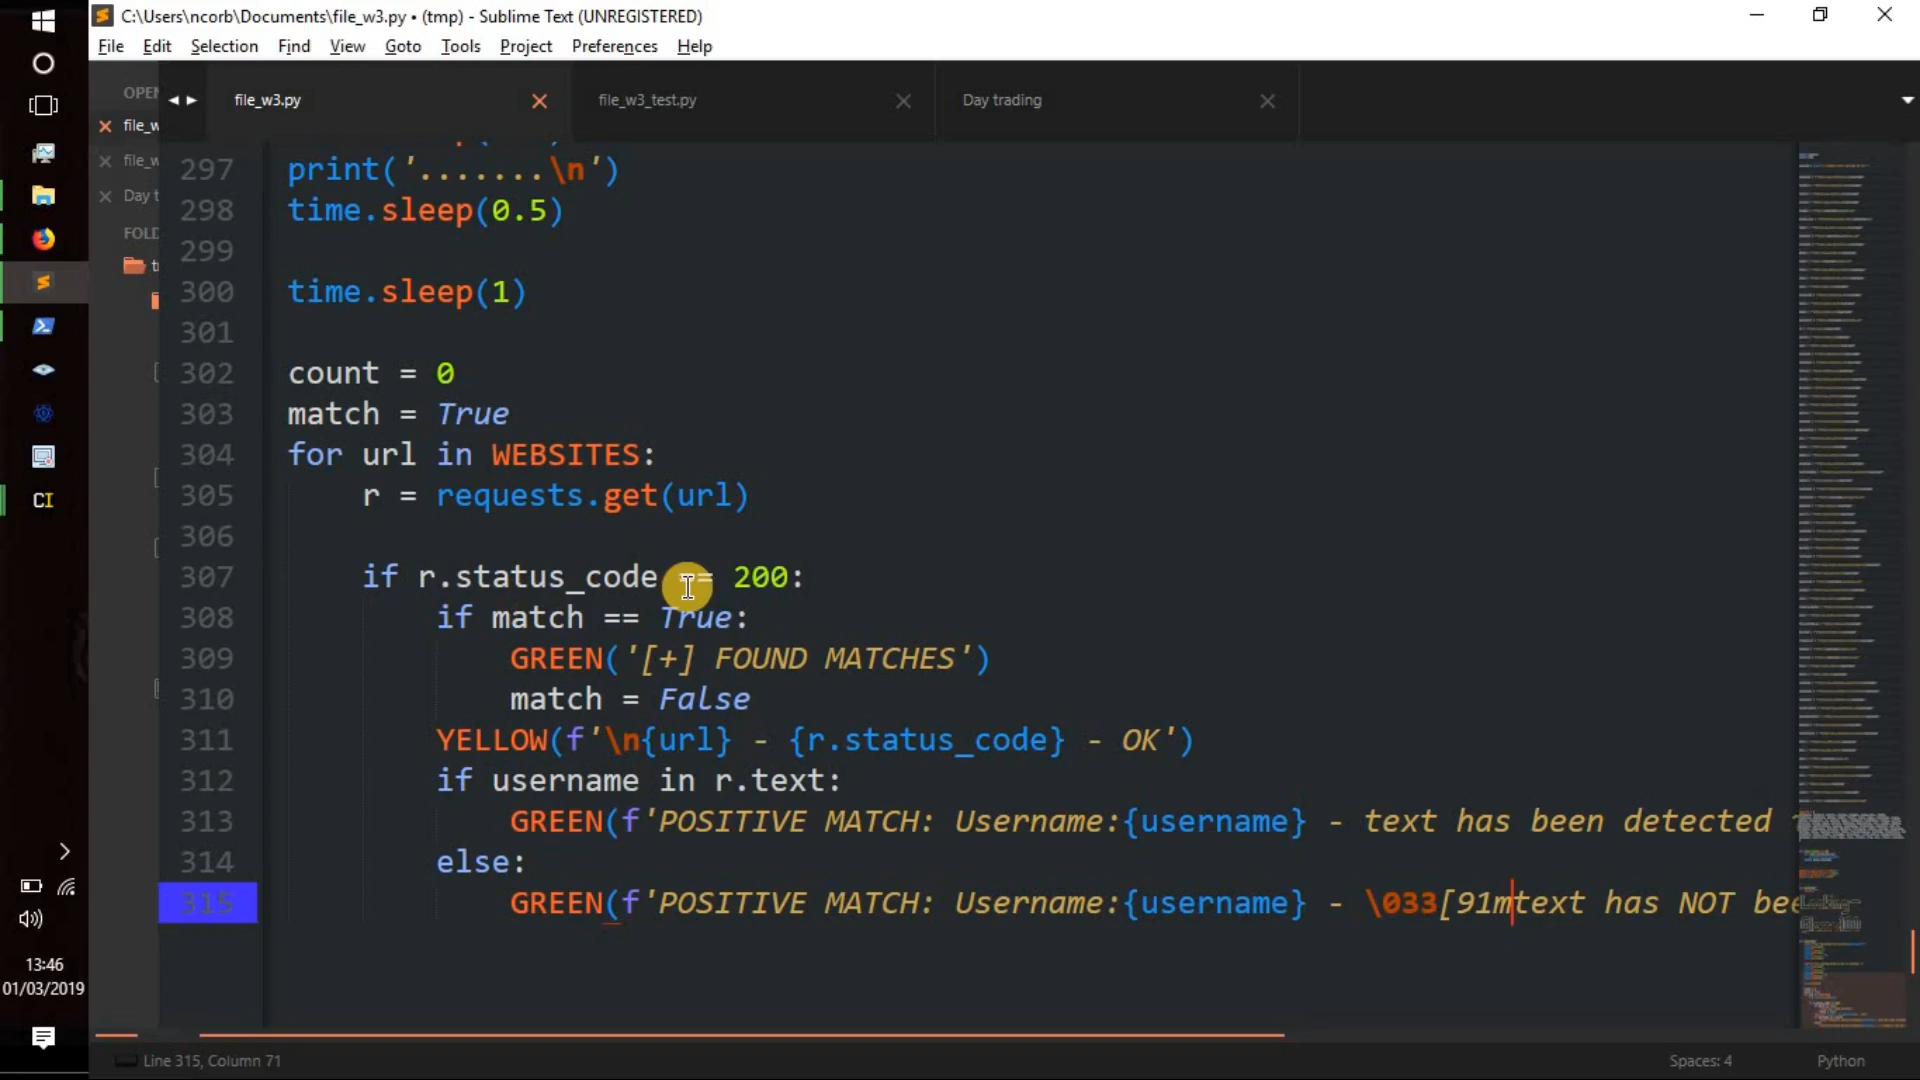 C:\Users\ncorb\Documents\file_w3.py • (tmp) - Sublime Text (UNREGISTERED)
File Edit Selection Find View Goto Tools Project Preferences Help
OPEN
file_w
file_w
Day t
FOLD
file_w3.py
file_w3_test.py
Day trading
297 print('.......\n')
298 time.sleep(0.5)
299
300 time.sleep(1)
301
302 count = 0
303 match = True
304 for url in WEBSITES:
305 r = requests.get(url)
306
307 if r.status_code == 200:
308 if match == True:
309 GREEN('[+] FOUND MATCHES')
310 match = False
311 YELLOW(f'\n{url} - {r.status_code} - OK')
312 if username in r.text:
313 GREEN(f'POSITIVE MATCH: Username:{username} - text has been detected
314 else:
315 GREEN(f'POSITIVE MATCH: Username:{username} - \033[91mtext has NOT bee
CI
13:46
01/03/2019
Line 315, Column 71
Spaces: 4
Python